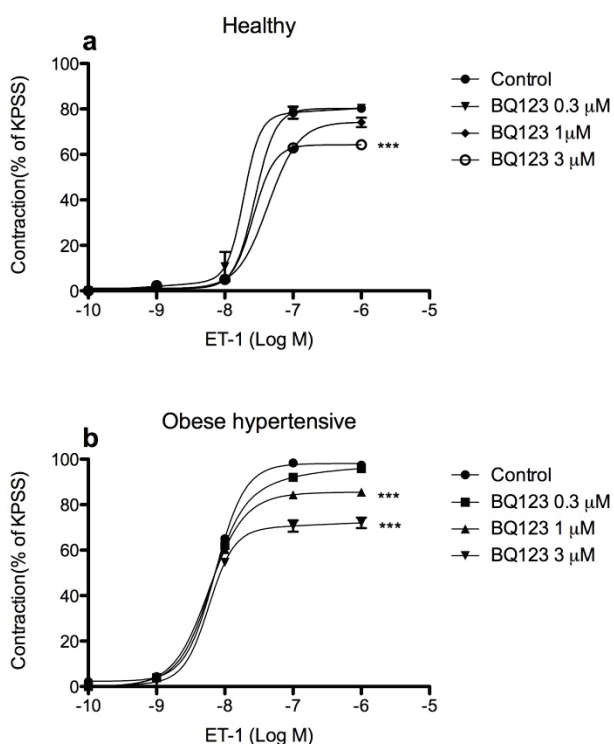 Healthy
a
100
80
60
40
20
0
Contraction(% of KPSS)
-10 -9 -8 -7 -6 -5
ET-1 (Log M)
***
Control
BQ123 0.3 μM
BQ123 1μM
BQ123 3 μM
Obese hypertensive
b
100
80
60
40
20
0
Contraction(% of KPSS)
-10 -9 -8 -7 -6 -5
ET-1 (Log M)
***
***
Control
BQ123 0.3 μM
BQ123 1 μM
BQ123 3 μM